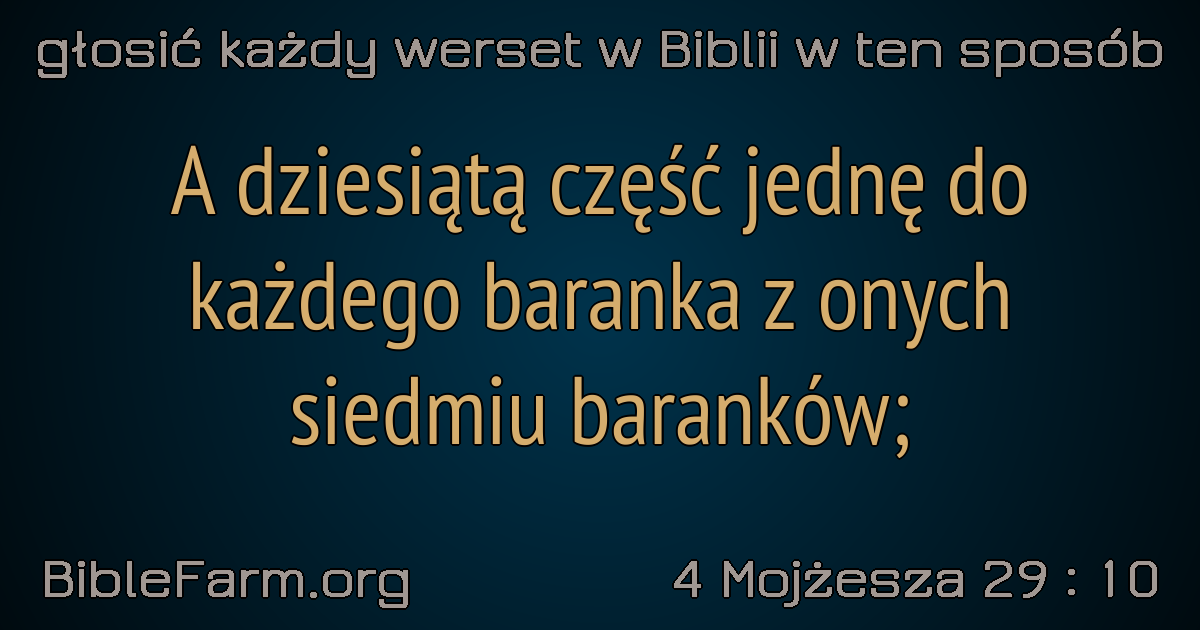 głosić każdy werset w Biblii w ten sposób
A dziesiątą część jednę do
każdego baranka z onych
siedmiu baranków;
BibleFarm.org
4 Mojżesza 29 : 10